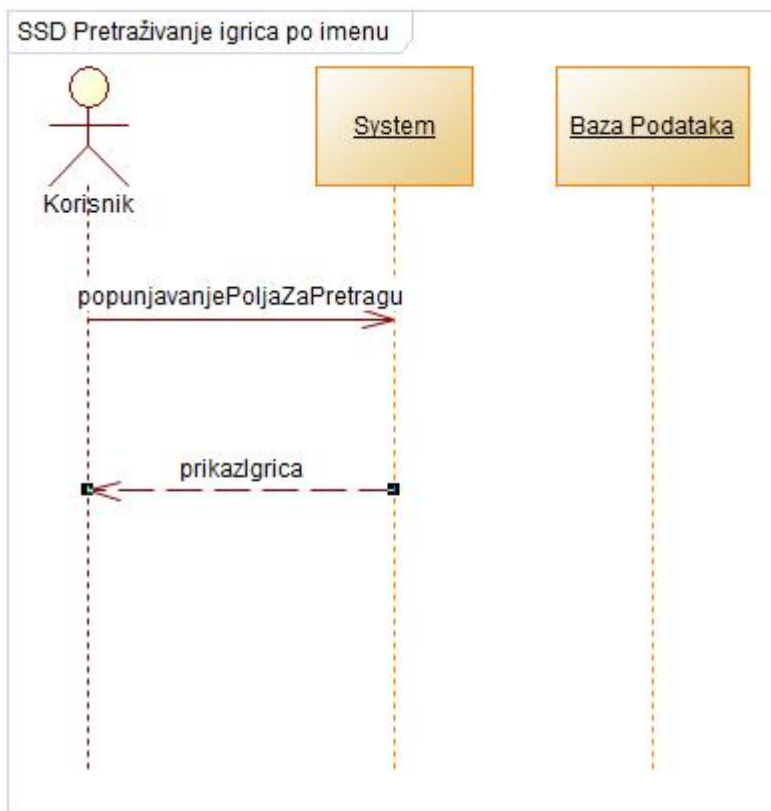 SSD Pretraživanje igrica po imenu
Korisnik
System
Baza Podataka
popunjavanjePoljaZaPretragu
prikazIgrica